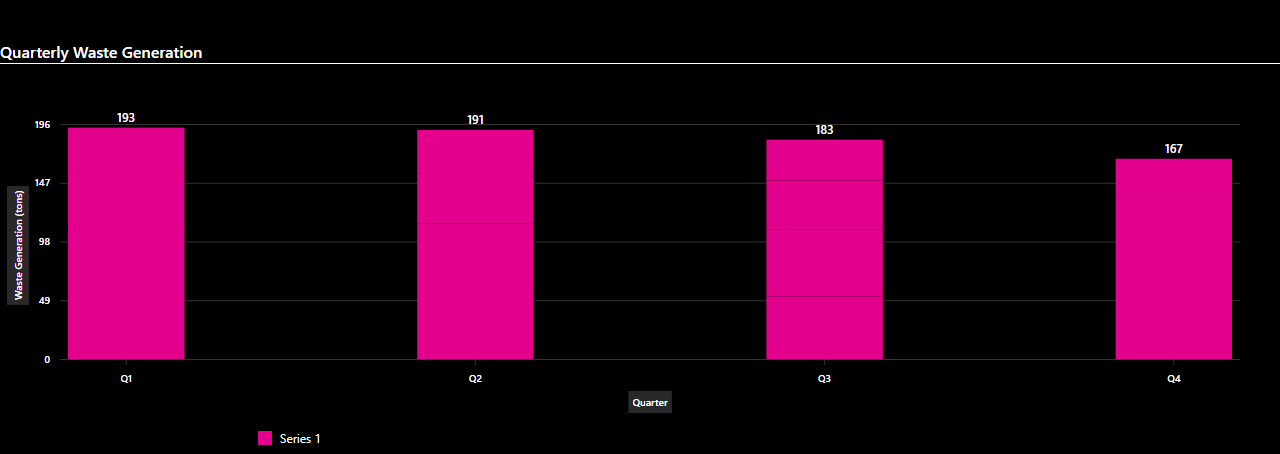 Quarterly Waste Generation
193
191
183
167
196
147
98
49
0
Waste Generation (tons)
Q1
Q2
Q3
Q4
Quarter
Series 1